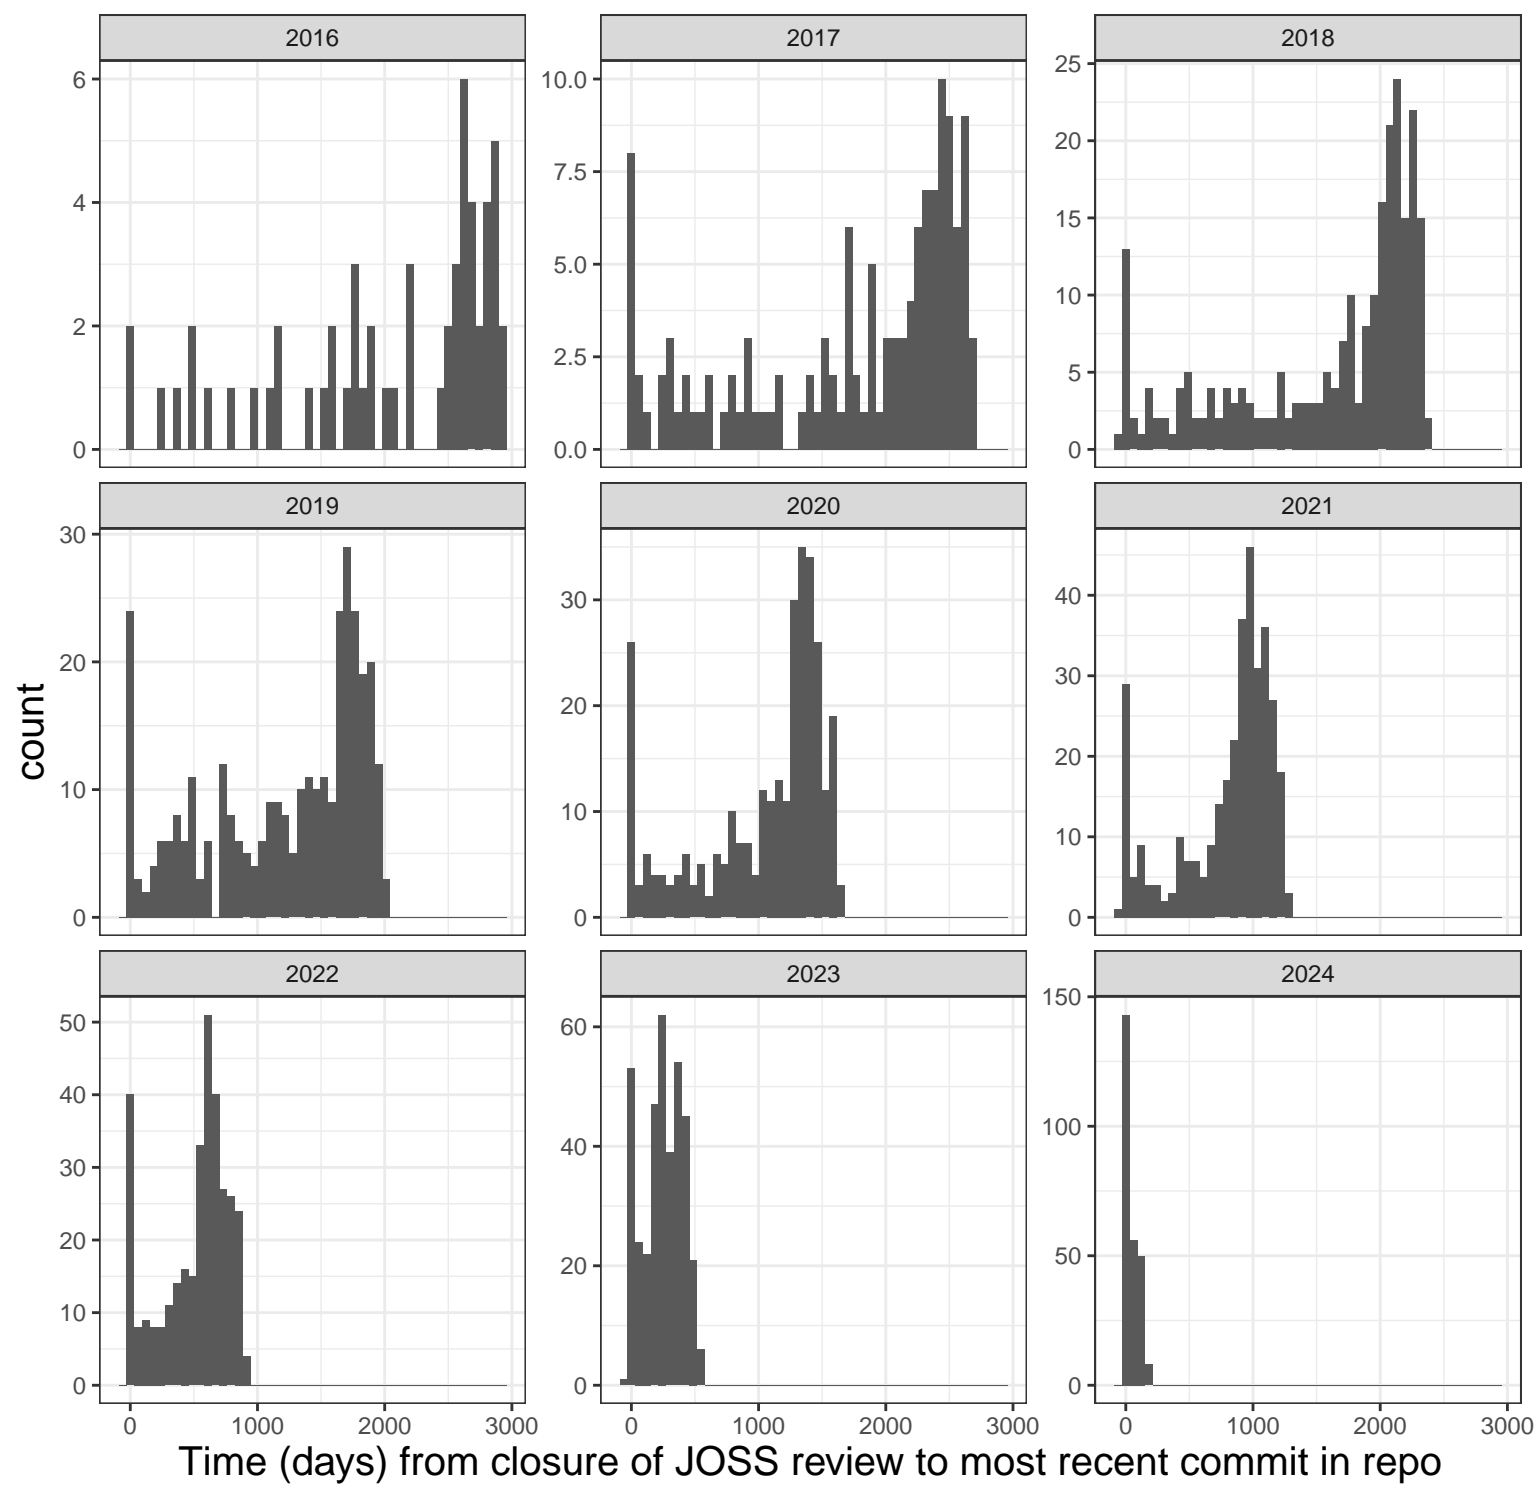 2016 2017 2018
6 4 2 0
10.0 7.5 5.0 2.5 0.0
25 20 15 10 5 0
2019 2020 2021
30 20 10 0
30 20 10 0
40 30 20 10 0
2022 2023 2024
50 40 30 20 10 0
60 40 20 0
150 100 50 0
0 1000 2000 3000 0 1000 2000 3000 0 1000 2000 3000
count
Time (days) from closure of JOSS review to most recent commit in repo